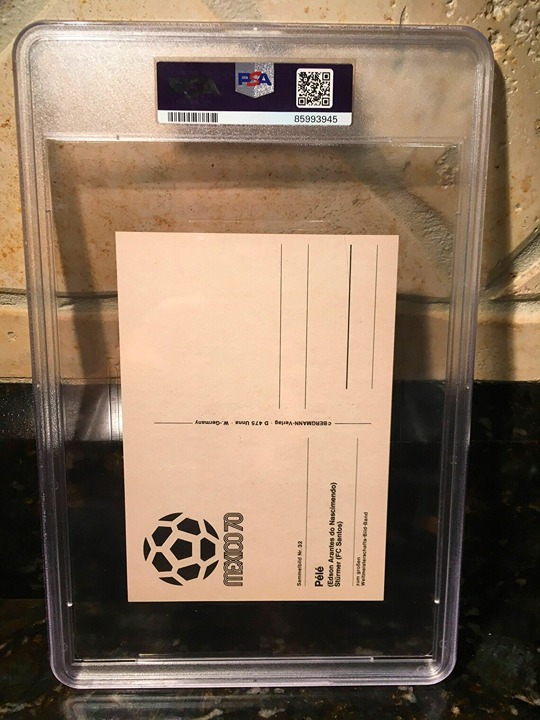 PSA
85993945
©BERGMANN-Verlag · D 475 Unna · W.-Germany
MEXICO 70
Sammelbild Nr. 32
Pélé
(Edson Arantes do Nascimendo)
Stürmer (FC Santos)
zum großen
Weltmeisterschafts-Bild-Band